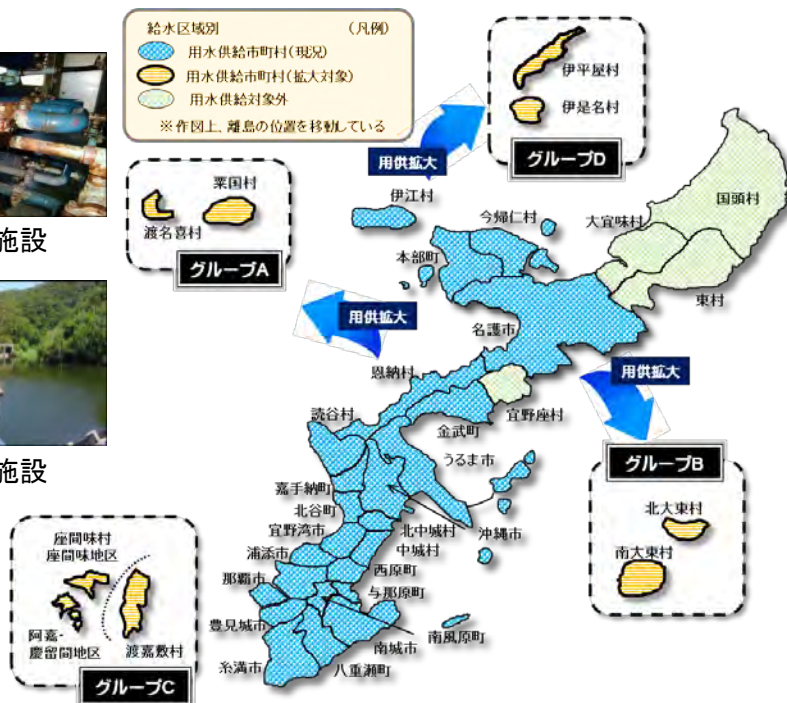 給水区域別 (凡例)
用水供給市町村(現況)
用水供給市町村(拡大対象)
用水供給対象外
※作図上、離島の位置を移動している
施設
施設
伊平屋村
伊是名村
グループD
用供拡大
粟国村
渡名喜村
グループA
用供拡大
伊江村
今帰仁村
本部町
大宜味村
国頭村
東村
名護市
恩納村
用供拡大
宜野座村
金武町
読谷村
うるま市
嘉手納町
北谷町
宜野湾市
北中城村
沖縄市
中城村
浦添市
西原町
那覇市
与那原町
豊見城市
南風原町
南城市
糸満市
八重瀬町
グループB
北大東村
南大東村
座間味村
座間味地区
阿嘉・
慶留間地区
渡嘉敷村
グループC